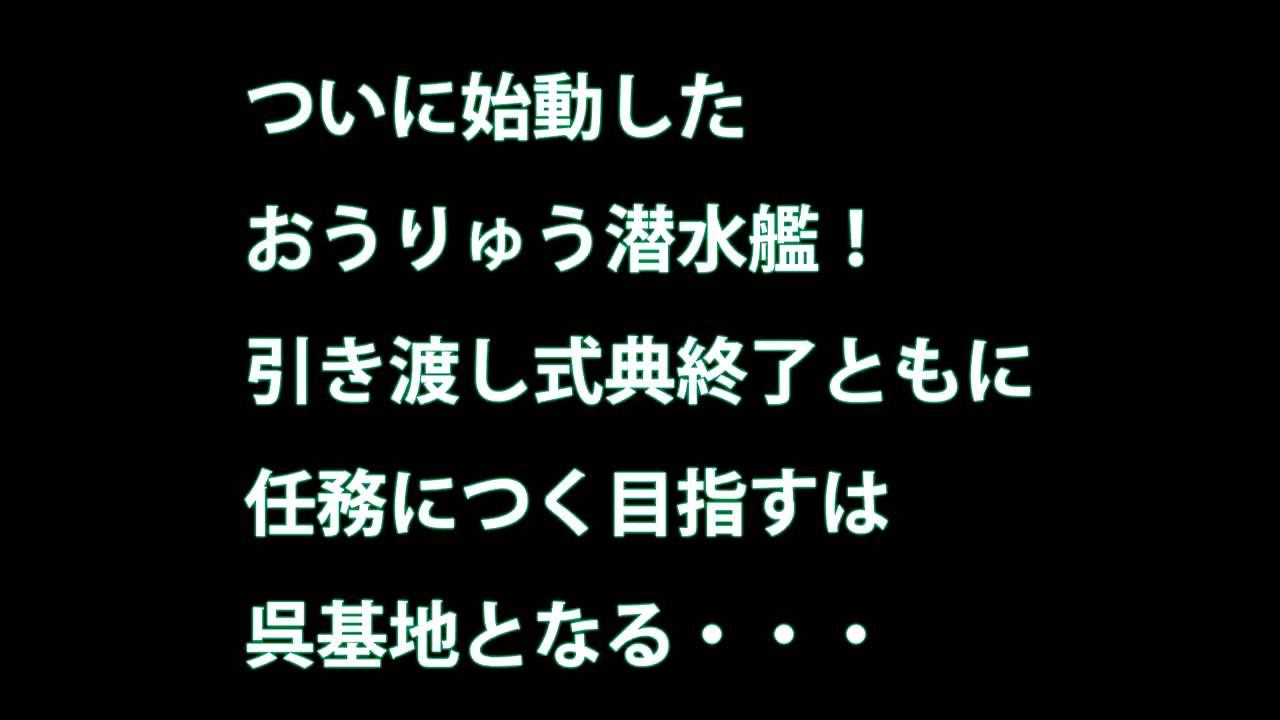 ついに始動した
おうりゅう潜水艦！
引き渡し式典終了ともに
任務につく目指すは
呉基地となる・・・